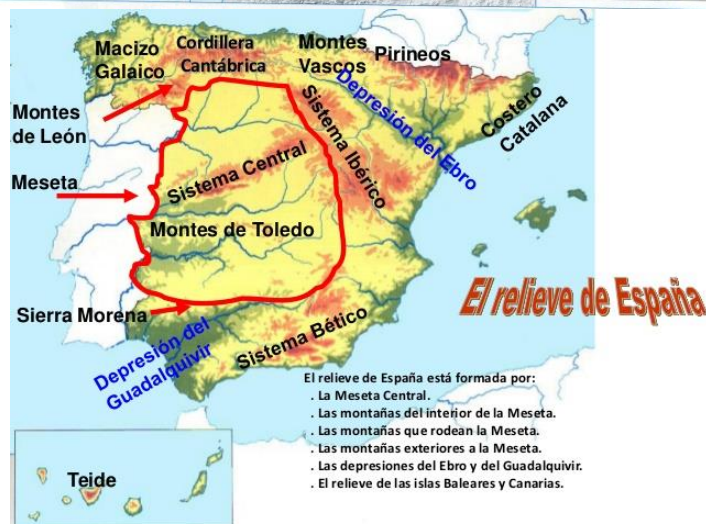 Macizo
Galaico
Cordillera
Cantábrica
Montes
Vascos
Pirineos
Depresión del Ebro
Costero
Catalana
Montes
de León
Sistema Ibérico
Meseta
Sistema Central
Montes de Toledo
El relieve de España
Sierra Morena
Depresión del
Guadalquivir
Sistema Bético
El relieve de España está formada por:
. La Meseta Central.
. Las montañas del interior de la Meseta.
. Las montañas que rodean la Meseta.
. Las montañas exteriores a la Meseta.
. Las depresiones del Ebro y del Guadalquivir.
. El relieve de las islas Baleares y Canarias.
Teide